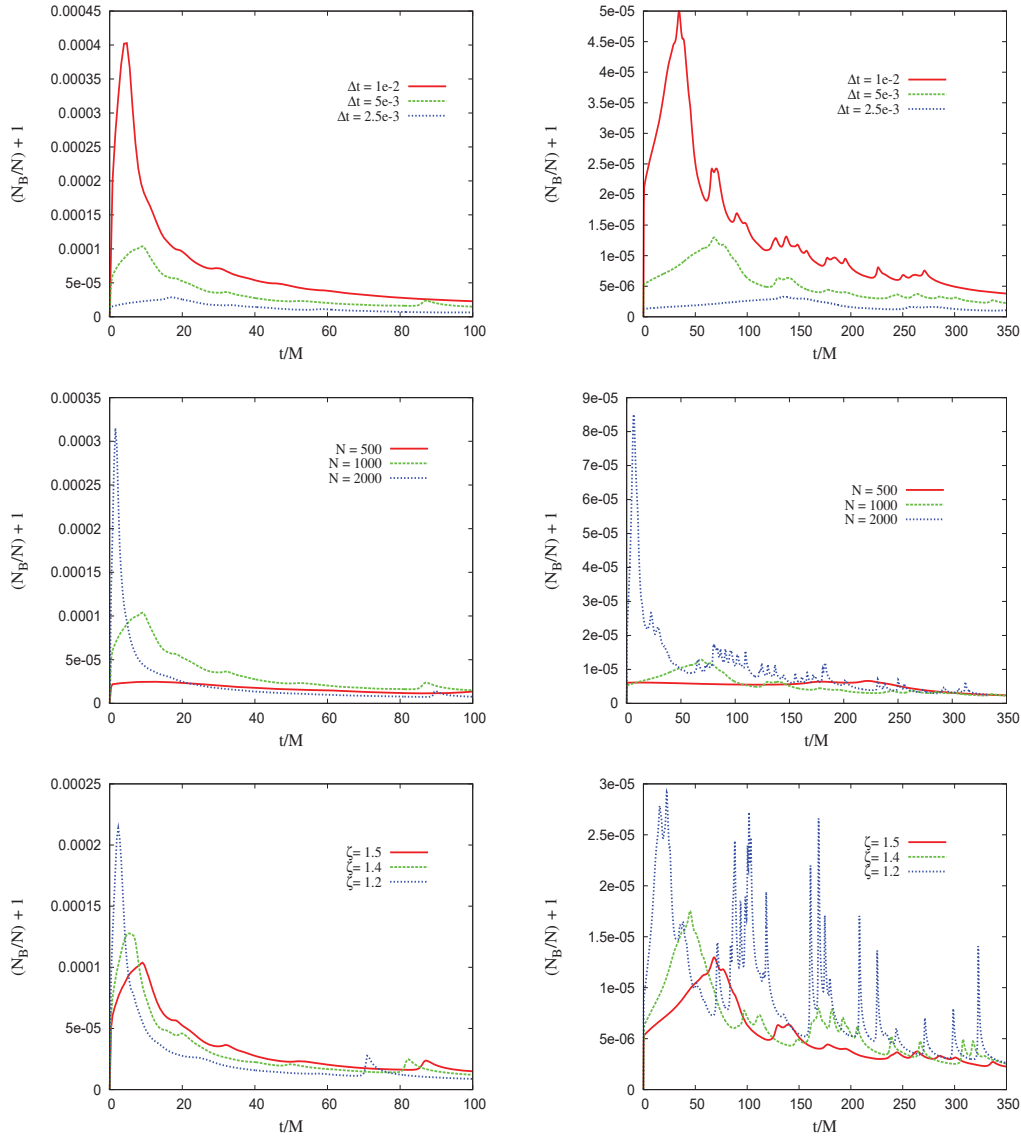 0.00045
0.0004
0.00035
0.0003
0.00025
0.0002
0.00015
0.0001
5e-05
0
(N_B/N) + 1
Δt = 1e-2
Δt = 5e-3
Δt = 2.5e-3
0 20 40 60 80 100
t/M
5e-05
4.5e-05
4e-05
3.5e-05
3e-05
2.5e-05
2e-05
1.5e-05
1e-05
5e-06
0
(N_B/N) + 1
Δt = 1e-2
Δt = 5e-3
Δt = 2.5e-3
0 50 100 150 200 250 300 350
t/M
0.00035
0.0003
0.00025
0.0002
0.00015
0.0001
5e-05
0
(N_B/N) + 1
N = 500
N = 1000
N = 2000
0 20 40 60 80 100
t/M
9e-05
8e-05
7e-05
6e-05
5e-05
4e-05
3e-05
2e-05
1e-05
0
(N_B/N) + 1
N = 500
N = 1000
N = 2000
0 50 100 150 200 250 300 350
t/M
0.00025
0.0002
0.00015
0.0001
5e-05
0
(N_B/N) + 1
ζ= 1.5
ζ= 1.4
ζ= 1.2
0 20 40 60 80 100
t/M
3e-05
2.5e-05
2e-05
1.5e-05
1e-05
5e-06
0
(N_B/N) + 1
ζ= 1.5
ζ= 1.4
ζ= 1.2
0 50 100 150 200 250 300 350
t/M